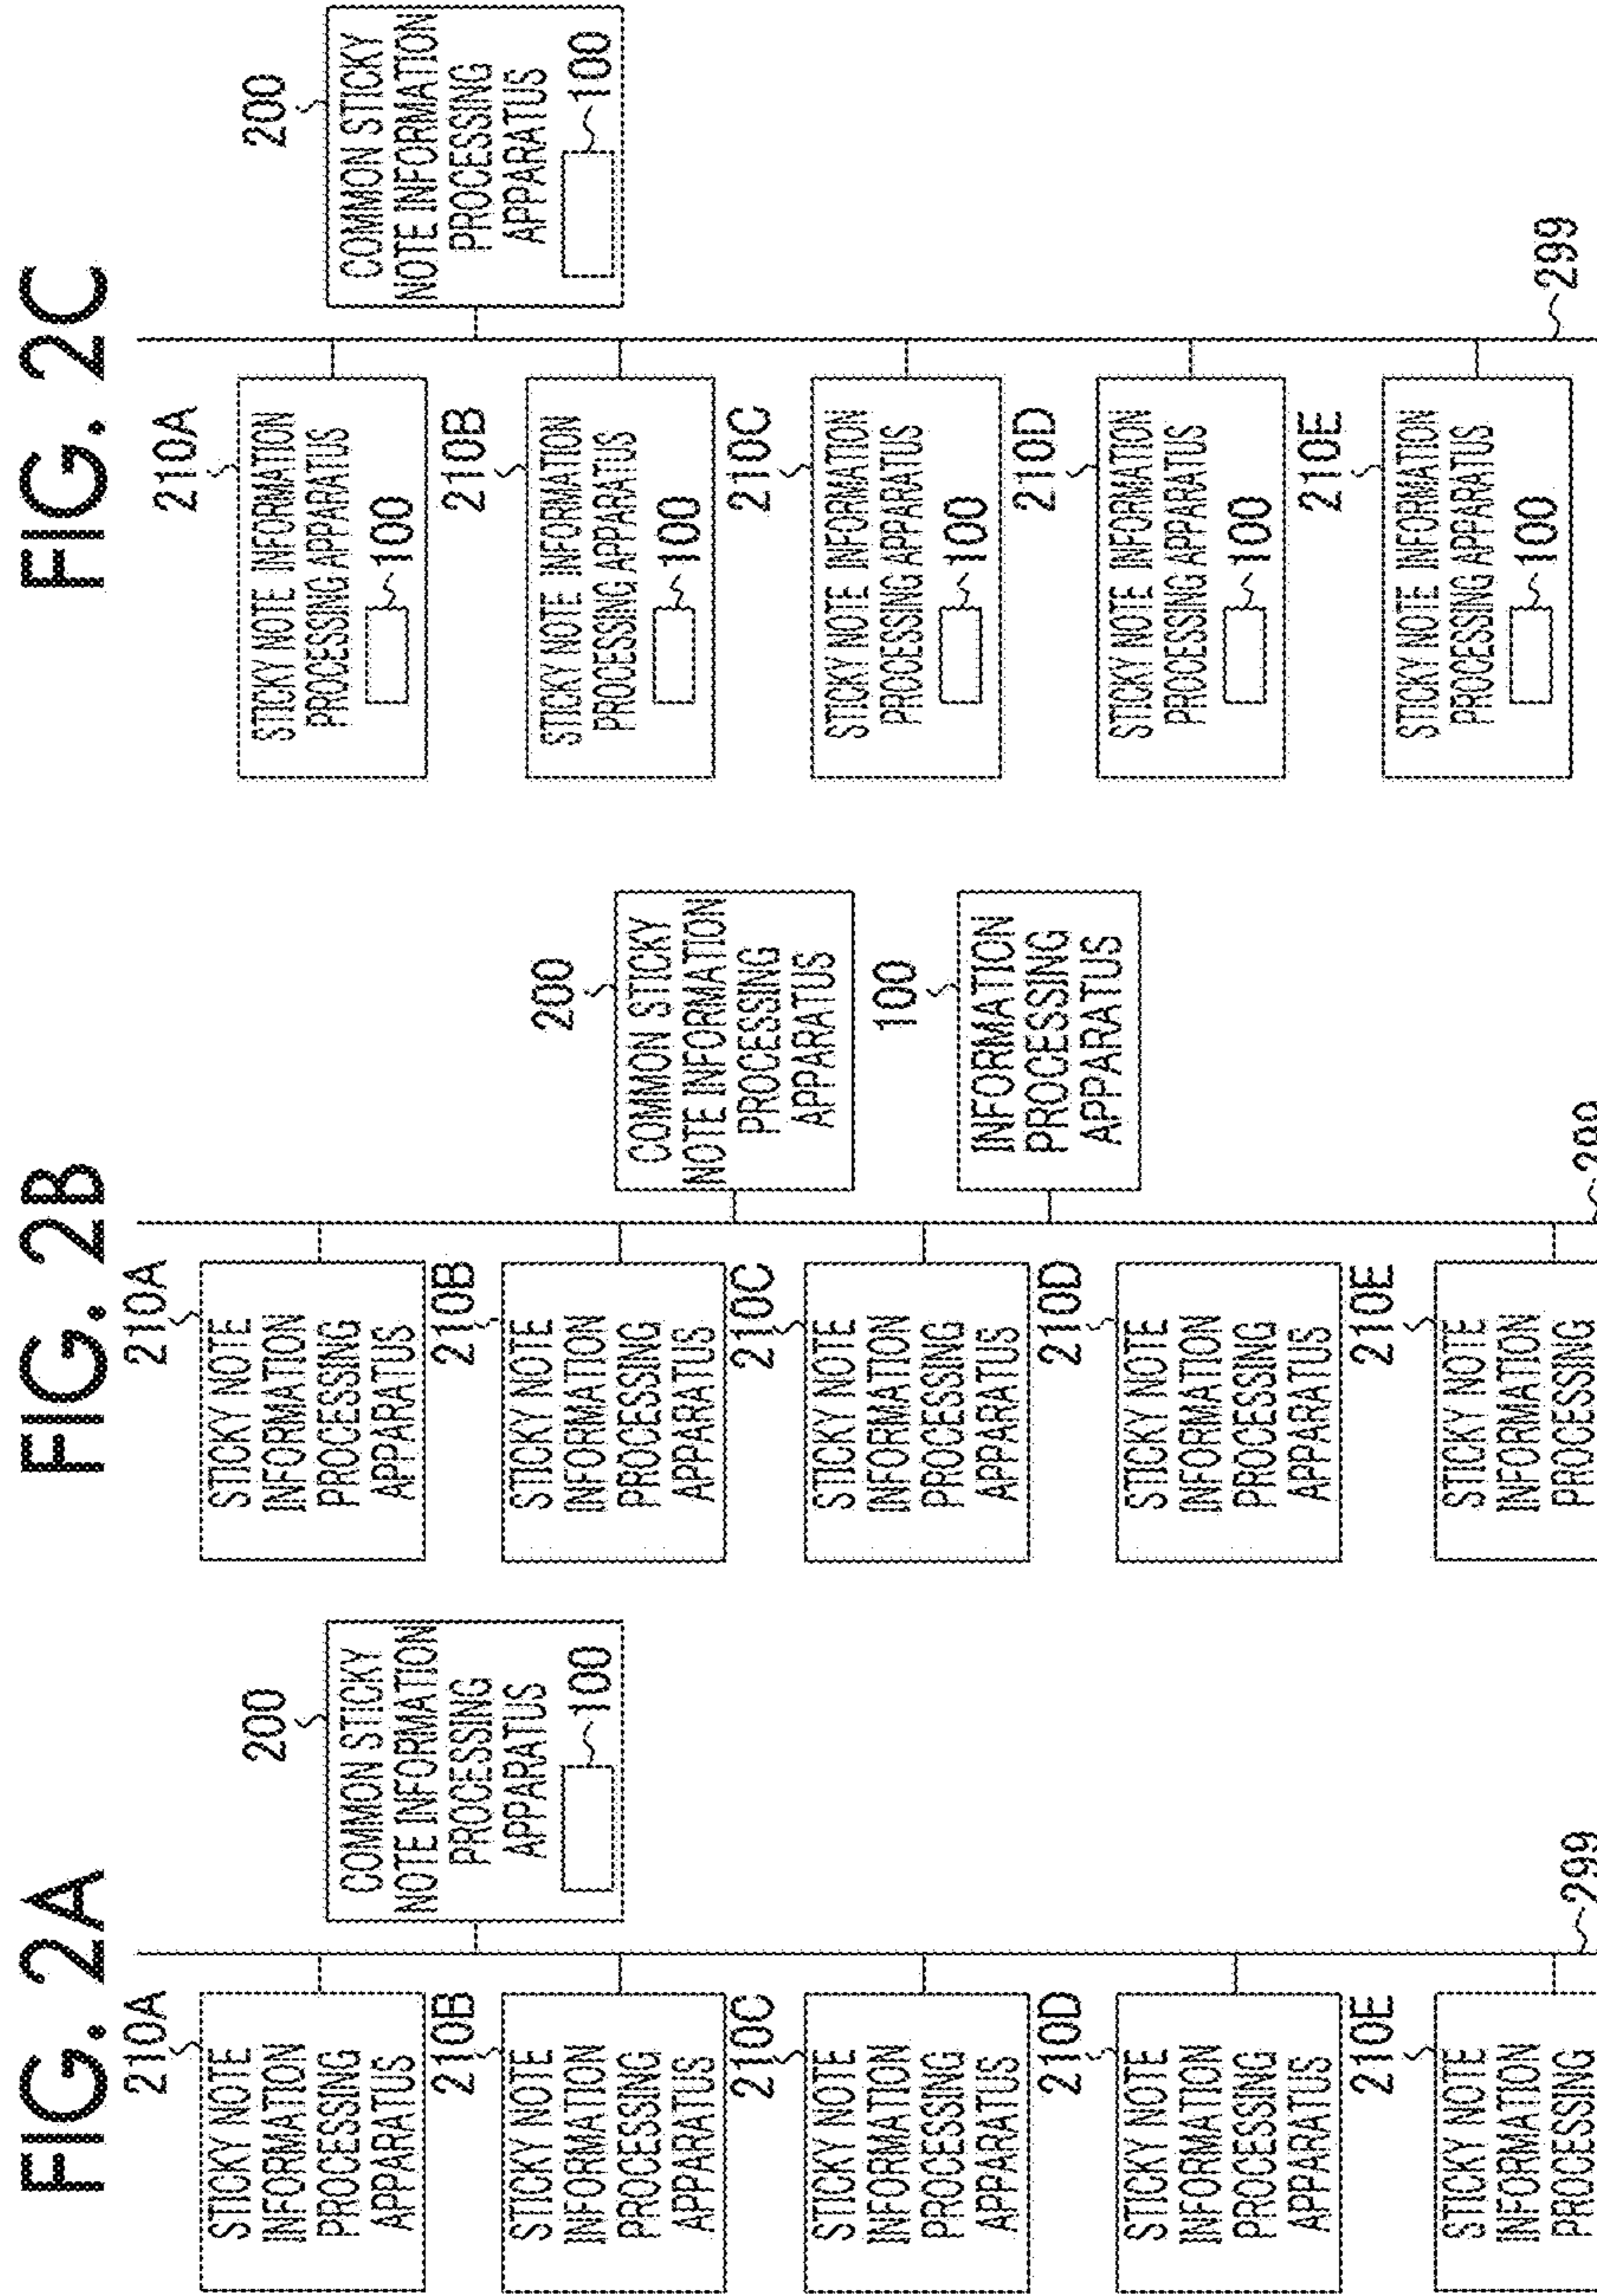 FIG. 2A
210A
STICKY NOTE
INFORMATION
PROCESSING
APPARATUS
200
COMMON STICKY
NOTE INFORMATION
PROCESSING
APPARATUS
100
210B
STICKY NOTE
INFORMATION
PROCESSING
APPARATUS
210C
STICKY NOTE
INFORMATION
PROCESSING
APPARATUS
210D
STICKY NOTE
INFORMATION
PROCESSING
APPARATUS
210E
STICKY NOTE
INFORMATION
PROCESSING
299
FIG. 2B
210A
STICKY NOTE
INFORMATION
PROCESSING
APPARATUS
210B
STICKY NOTE
INFORMATION
PROCESSING
APPARATUS
200
COMMON STICKY
NOTE INFORMATION
PROCESSING
APPARATUS
210C
STICKY NOTE
INFORMATION
PROCESSING
APPARATUS
100
INFORMATION
PROCESSING
APPARATUS
210D
STICKY NOTE
INFORMATION
PROCESSING
APPARATUS
210E
STICKY NOTE
INFORMATION
PROCESSING
299
FIG. 2C
210A
STICKY NOTE INFORMATION
PROCESSING APPARATUS
100
200
COMMON STICKY
NOTE INFORMATION
PROCESSING
APPARATUS
100
210B
STICKY NOTE INFORMATION
PROCESSING APPARATUS
100
210C
STICKY NOTE INFORMATION
PROCESSING APPARATUS
100
210D
STICKY NOTE INFORMATION
PROCESSING APPARATUS
100
210E
STICKY NOTE INFORMATION
PROCESSING APPARATUS
100
299